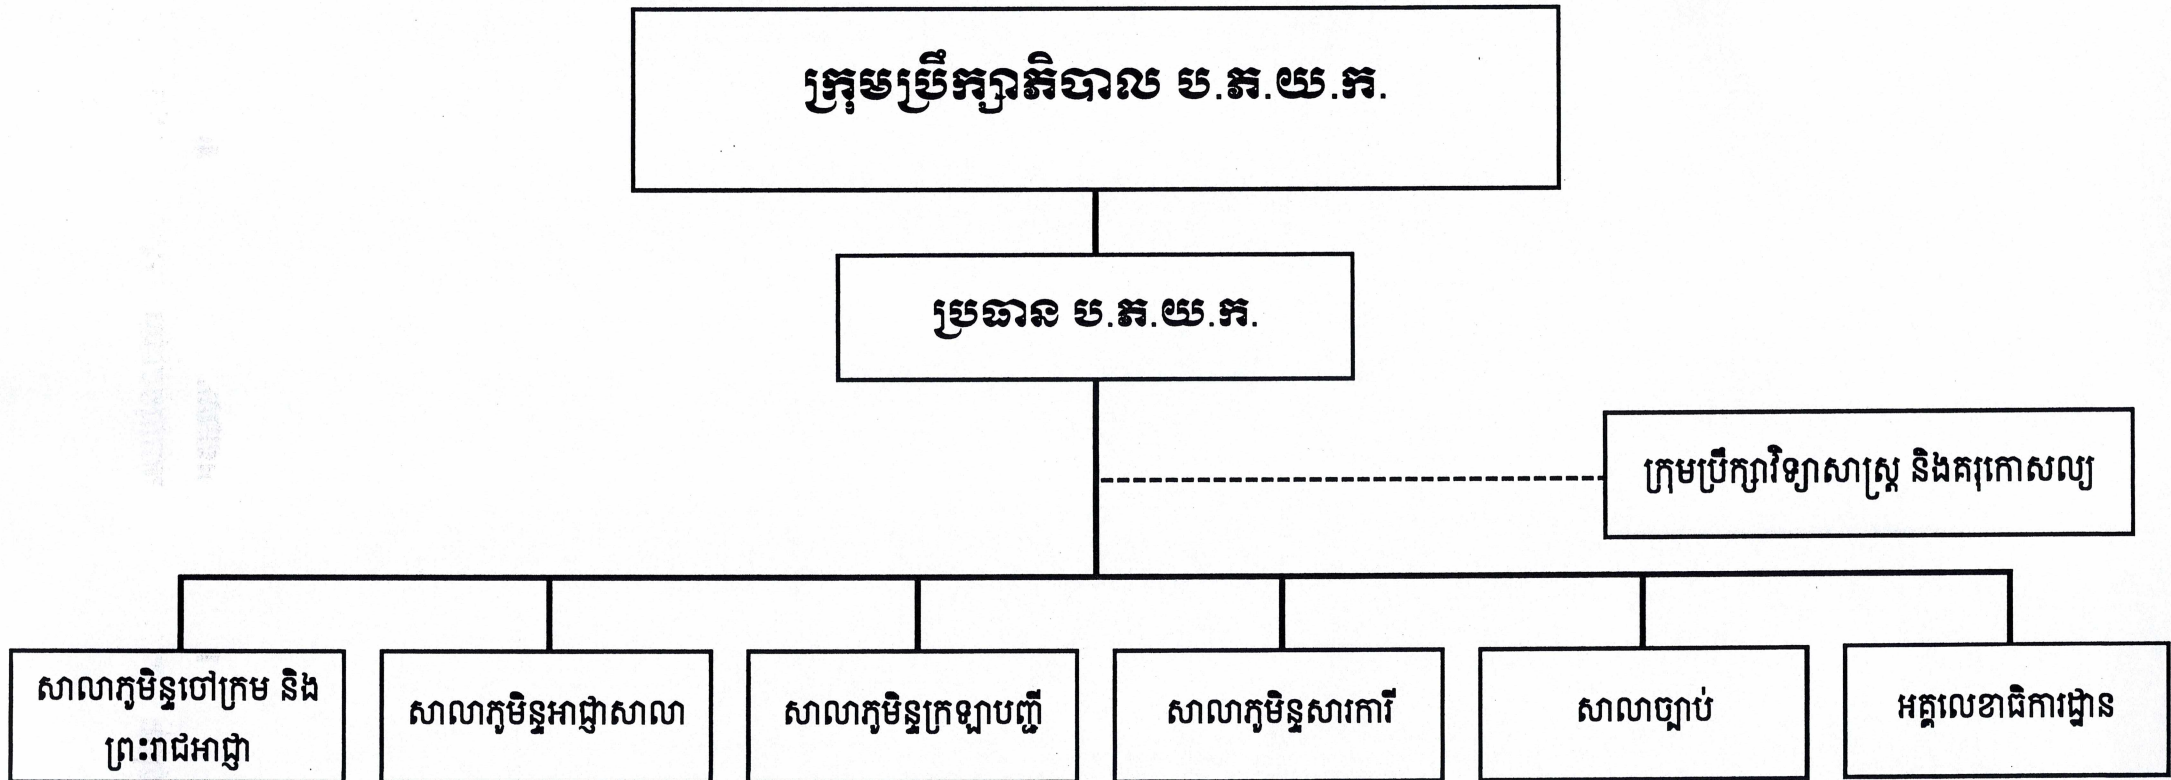 ក្រុមប្រឹក្សាភិបាល ប.ភ.យ.ក.
ប្រធាន ប.ភ.យ.ក.
ក្រុមប្រឹក្សាវិទ្យាសាស្ត្រ និងគរុកោសល្យ
សាលាភូមិន្ទចៅក្រម និង
ព្រះរាជអាជ្ញា
សាលាភូមិន្ទអាជ្ញាសាលា
សាលាភូមិន្ទក្រឡាបញ្ជី
សាលាភូមិន្ទសារការី
សាលាច្បាប់
អគ្គលេខាធិការដ្ឋាន